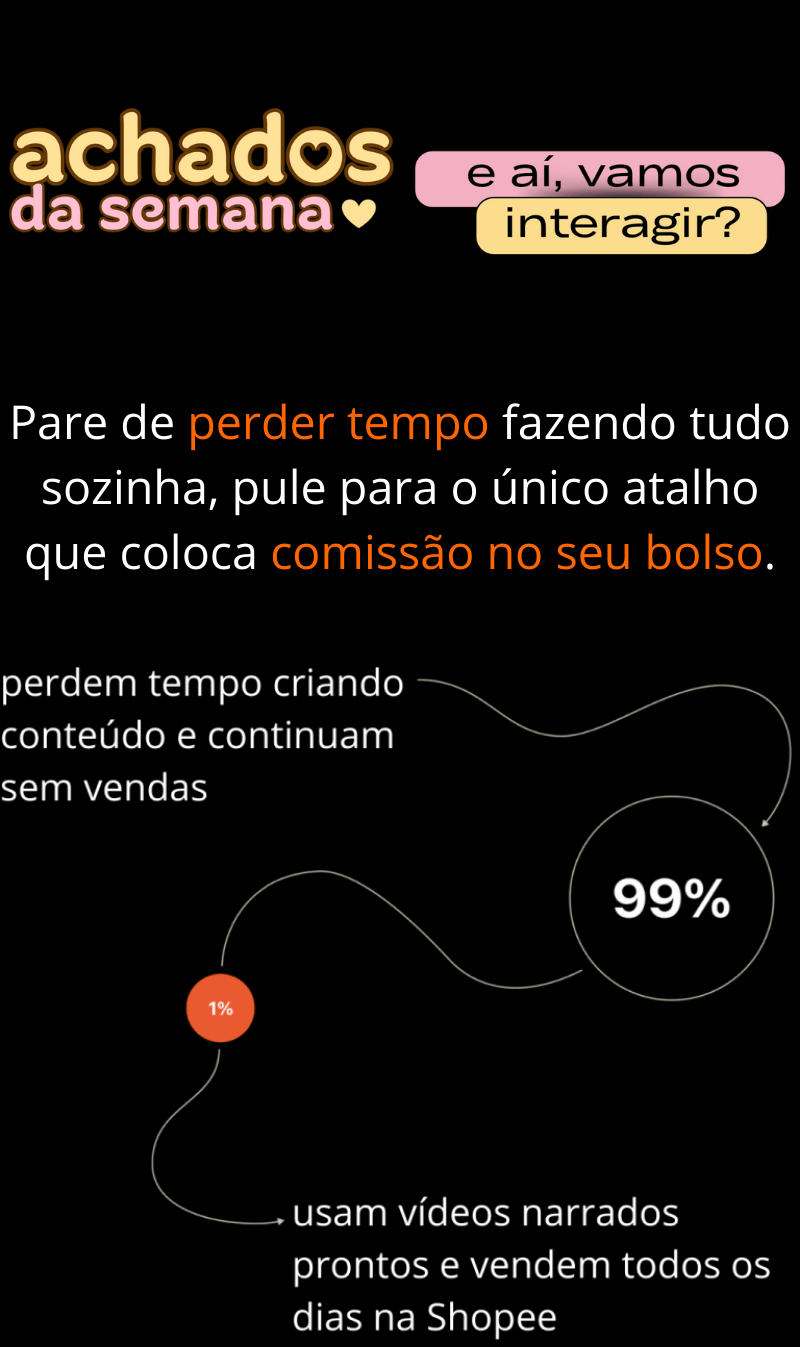 achados
da semana
e aí, vamos
interagir?
Pare de perder tempo fazendo tudo
sozinha, pule para o único atalho
que coloca comissão no seu bolso.
perdem tempo criando
conteúdo e continuam
sem vendas
99%
1%
usam vídeos narrados
prontos e vendem todos os
dias na Shopee